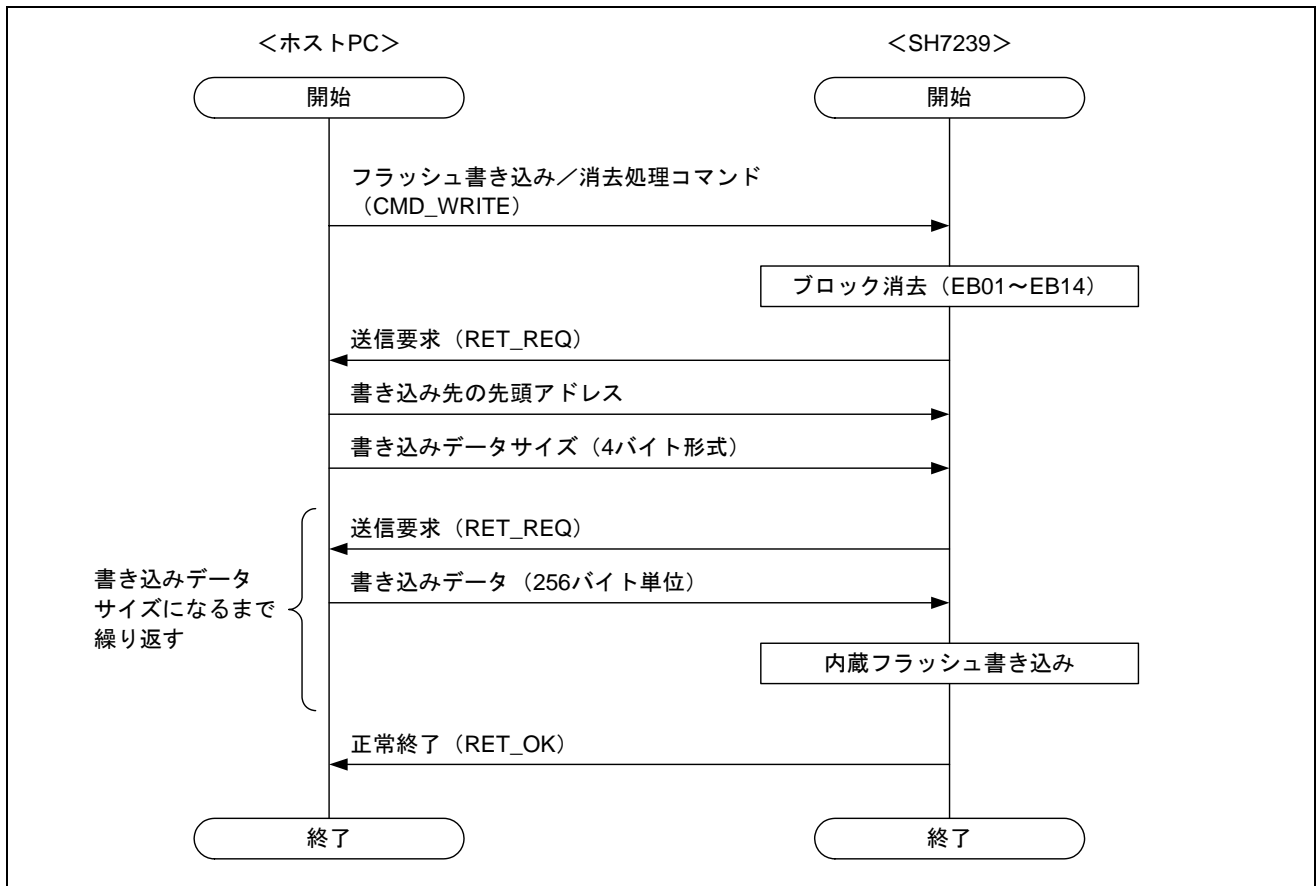 ＜ホストPC＞
＜SH7239＞
開始
開始
フラッシュ書き込み／消去処理コマンド
（CMD_WRITE）
ブロック消去（EB01～EB14）
送信要求（RET_REQ）
書き込み先の先頭アドレス
書き込みデータサイズ（4バイト形式）
送信要求（RET_REQ）
書き込みデータ
サイズになるまで
繰り返す
書き込みデータ（256バイト単位）
内蔵フラッシュ書き込み
正常終了（RET_OK）
終了
終了